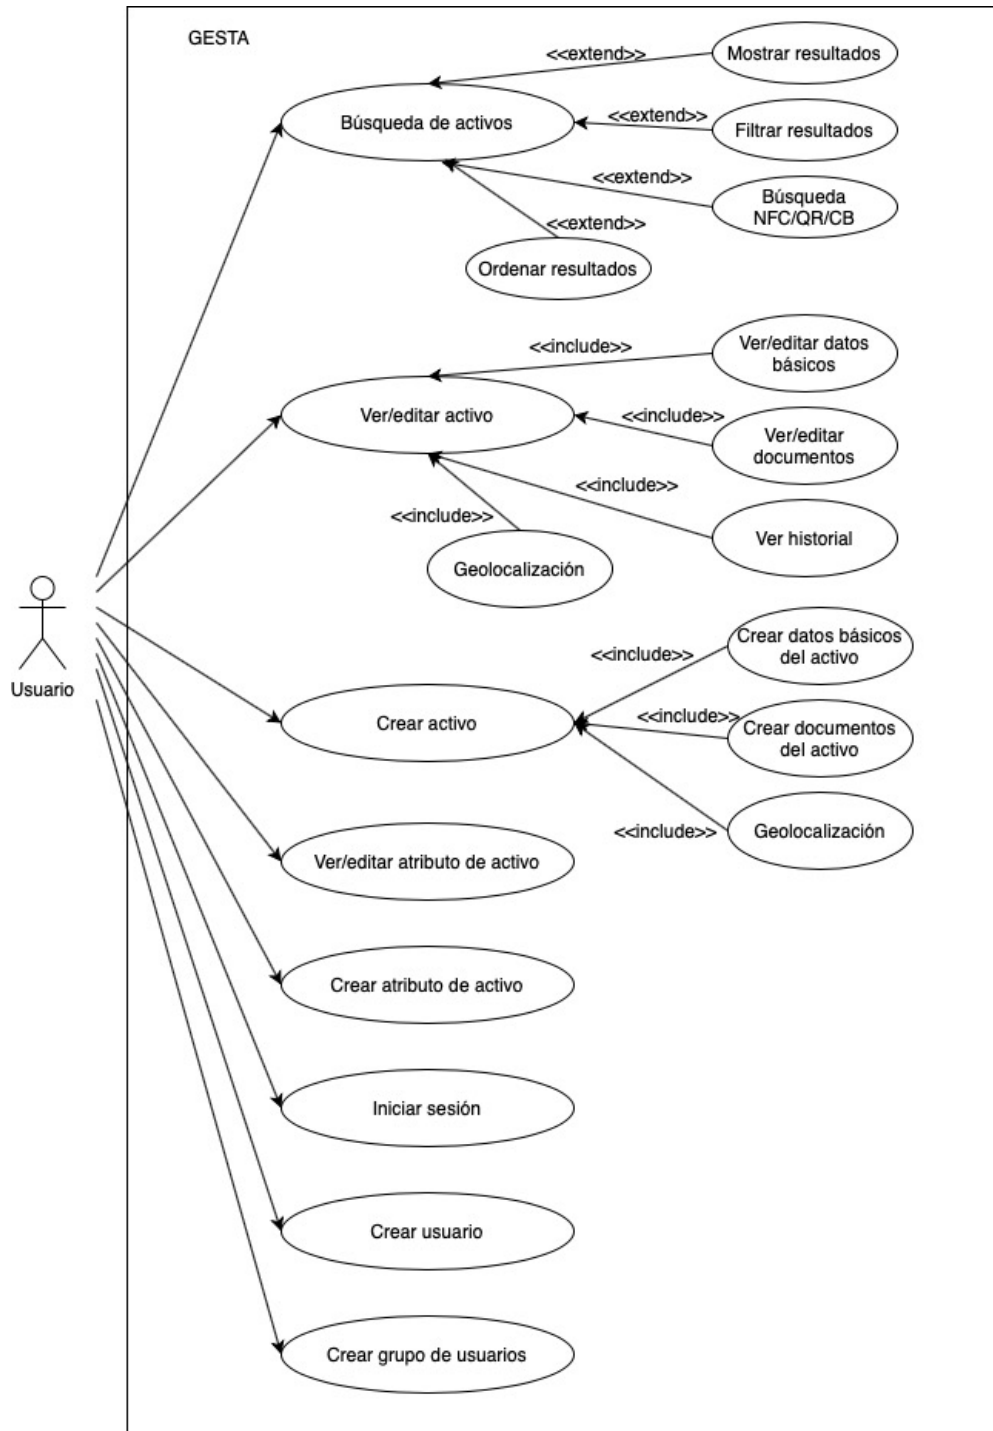 GESTA
<<extend>>
Mostrar resultados
Búsqueda de activos
<<extend>>
Filtrar resultados
<<extend>>
Búsqueda
NFC/QR/CB
<<extend>>
Ordenar resultados
<<include>>
Ver/editar datos
básicos
Ver/editar activo
<<include>>
Ver/editar
documentos
<<include>>
Ver historial
<<include>>
Geolocalización
Usuario
<<include>>
Crear datos básicos
del activo
Crear activo
<<include>>
Crear documentos
del activo
<<include>>
Geolocalización
Ver/editar atributo de activo
Crear atributo de activo
Iniciar sesión
Crear usuario
Crear grupo de usuarios